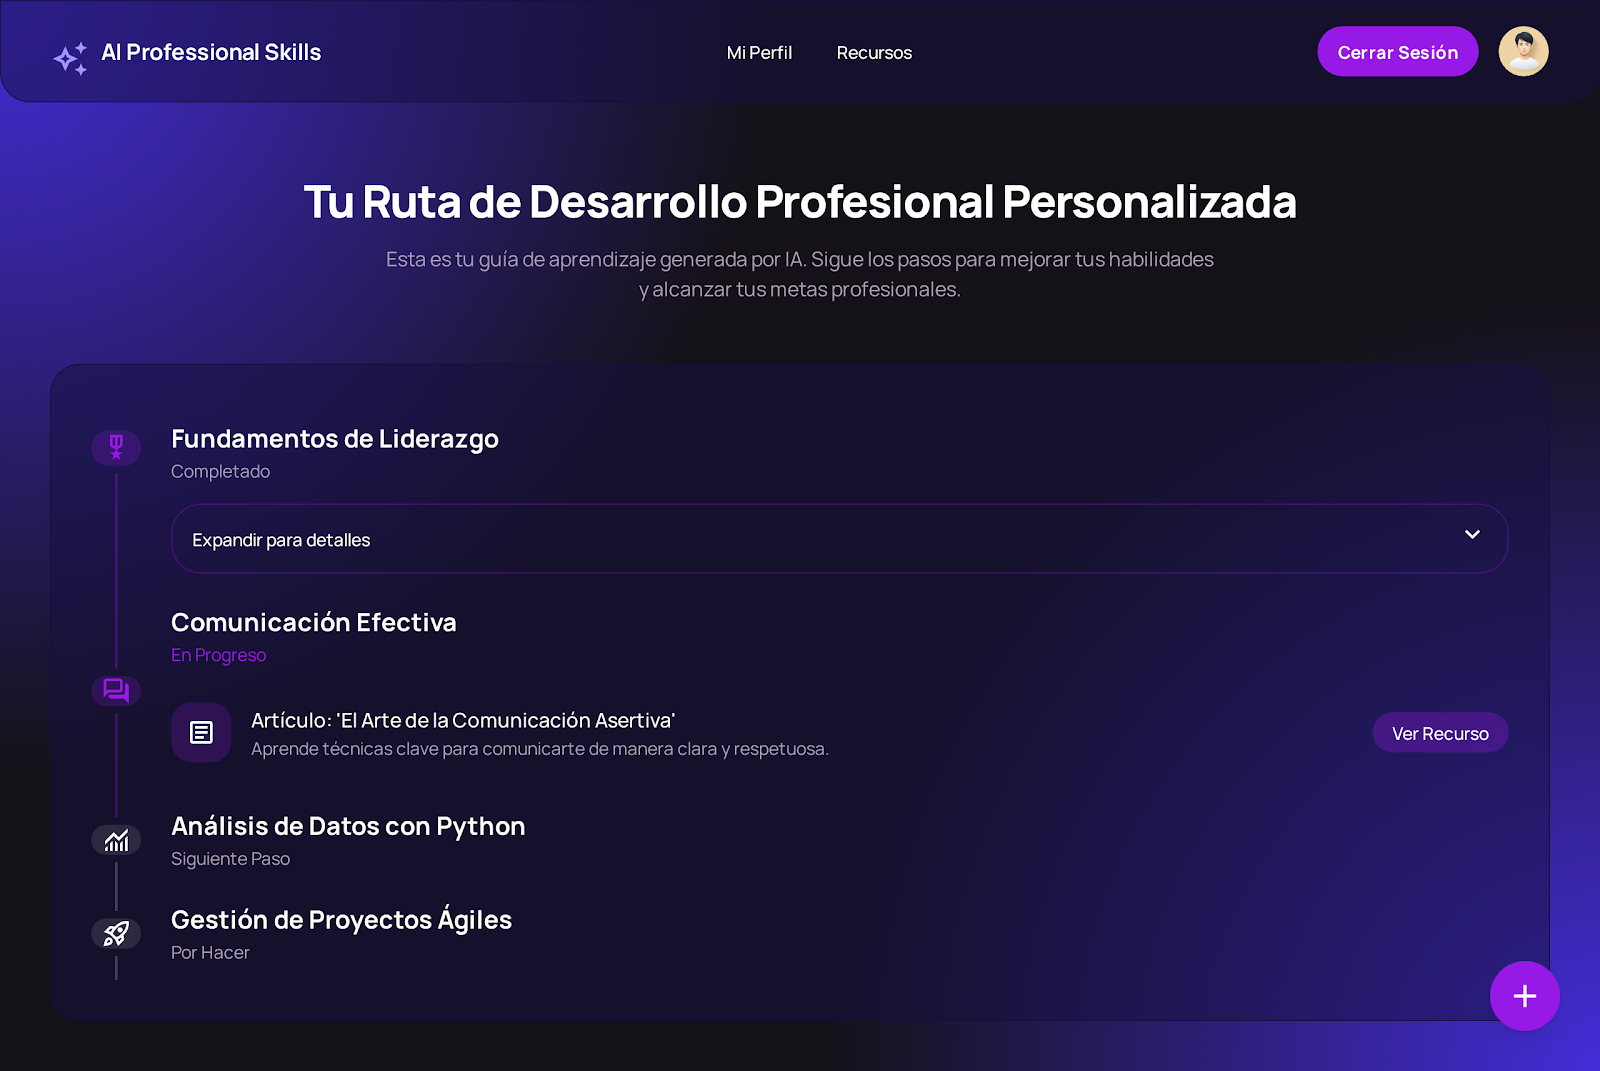 AI Professional Skills
Mi Perfil
Recursos
Cerrar Sesión
Tu Ruta de Desarrollo Profesional Personalizada
Esta es tu guía de aprendizaje generada por IA. Sigue los pasos para mejorar tus habilidades
y alcanzar tus metas profesionales.
Fundamentos de Liderazgo
Completado
Expandir para detalles
Comunicación Efectiva
En Progreso
Artículo: 'El Arte de la Comunicación Asertiva'
Aprende técnicas clave para comunicarte de manera clara y respetuosa.
Ver Recurso
Análisis de Datos con Python
Siguiente Paso
Gestión de Proyectos Ágiles
Por Hacer